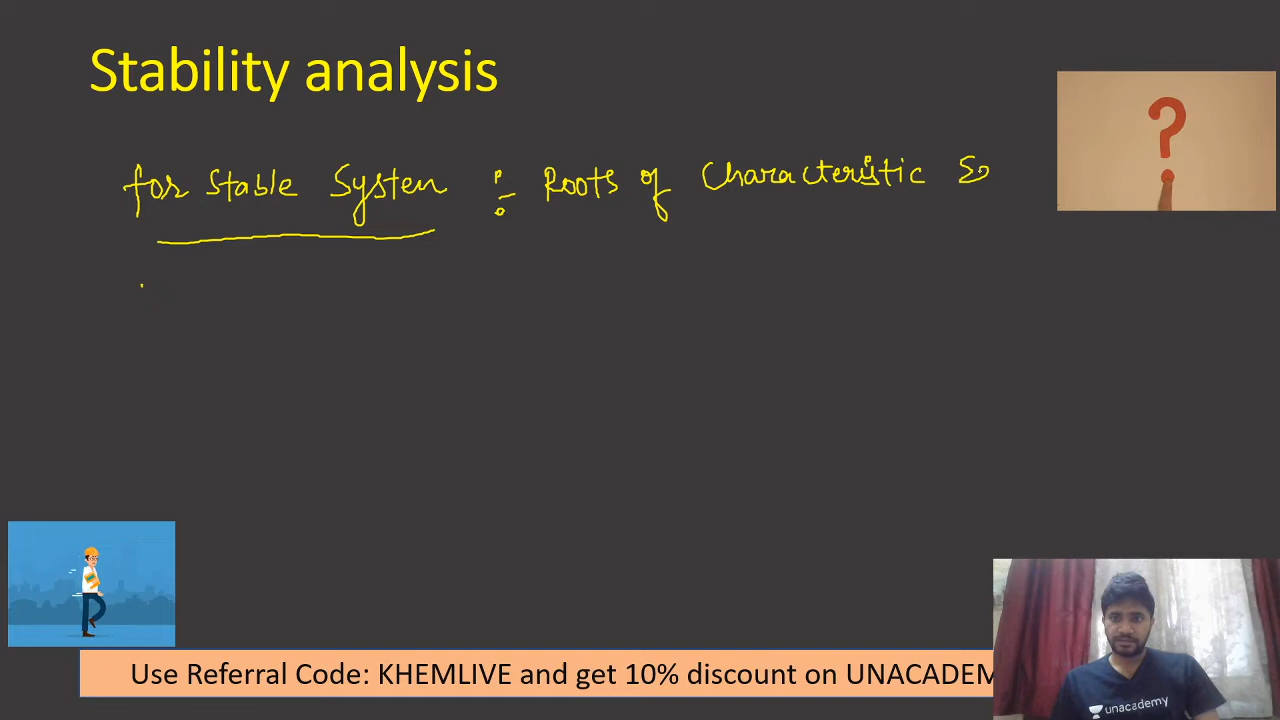 Stability analysis
for Stable System : Roots of Characteristic
Use Referral Code: KHEMLIVE and get 10% discount on UNACADEM
unacademy